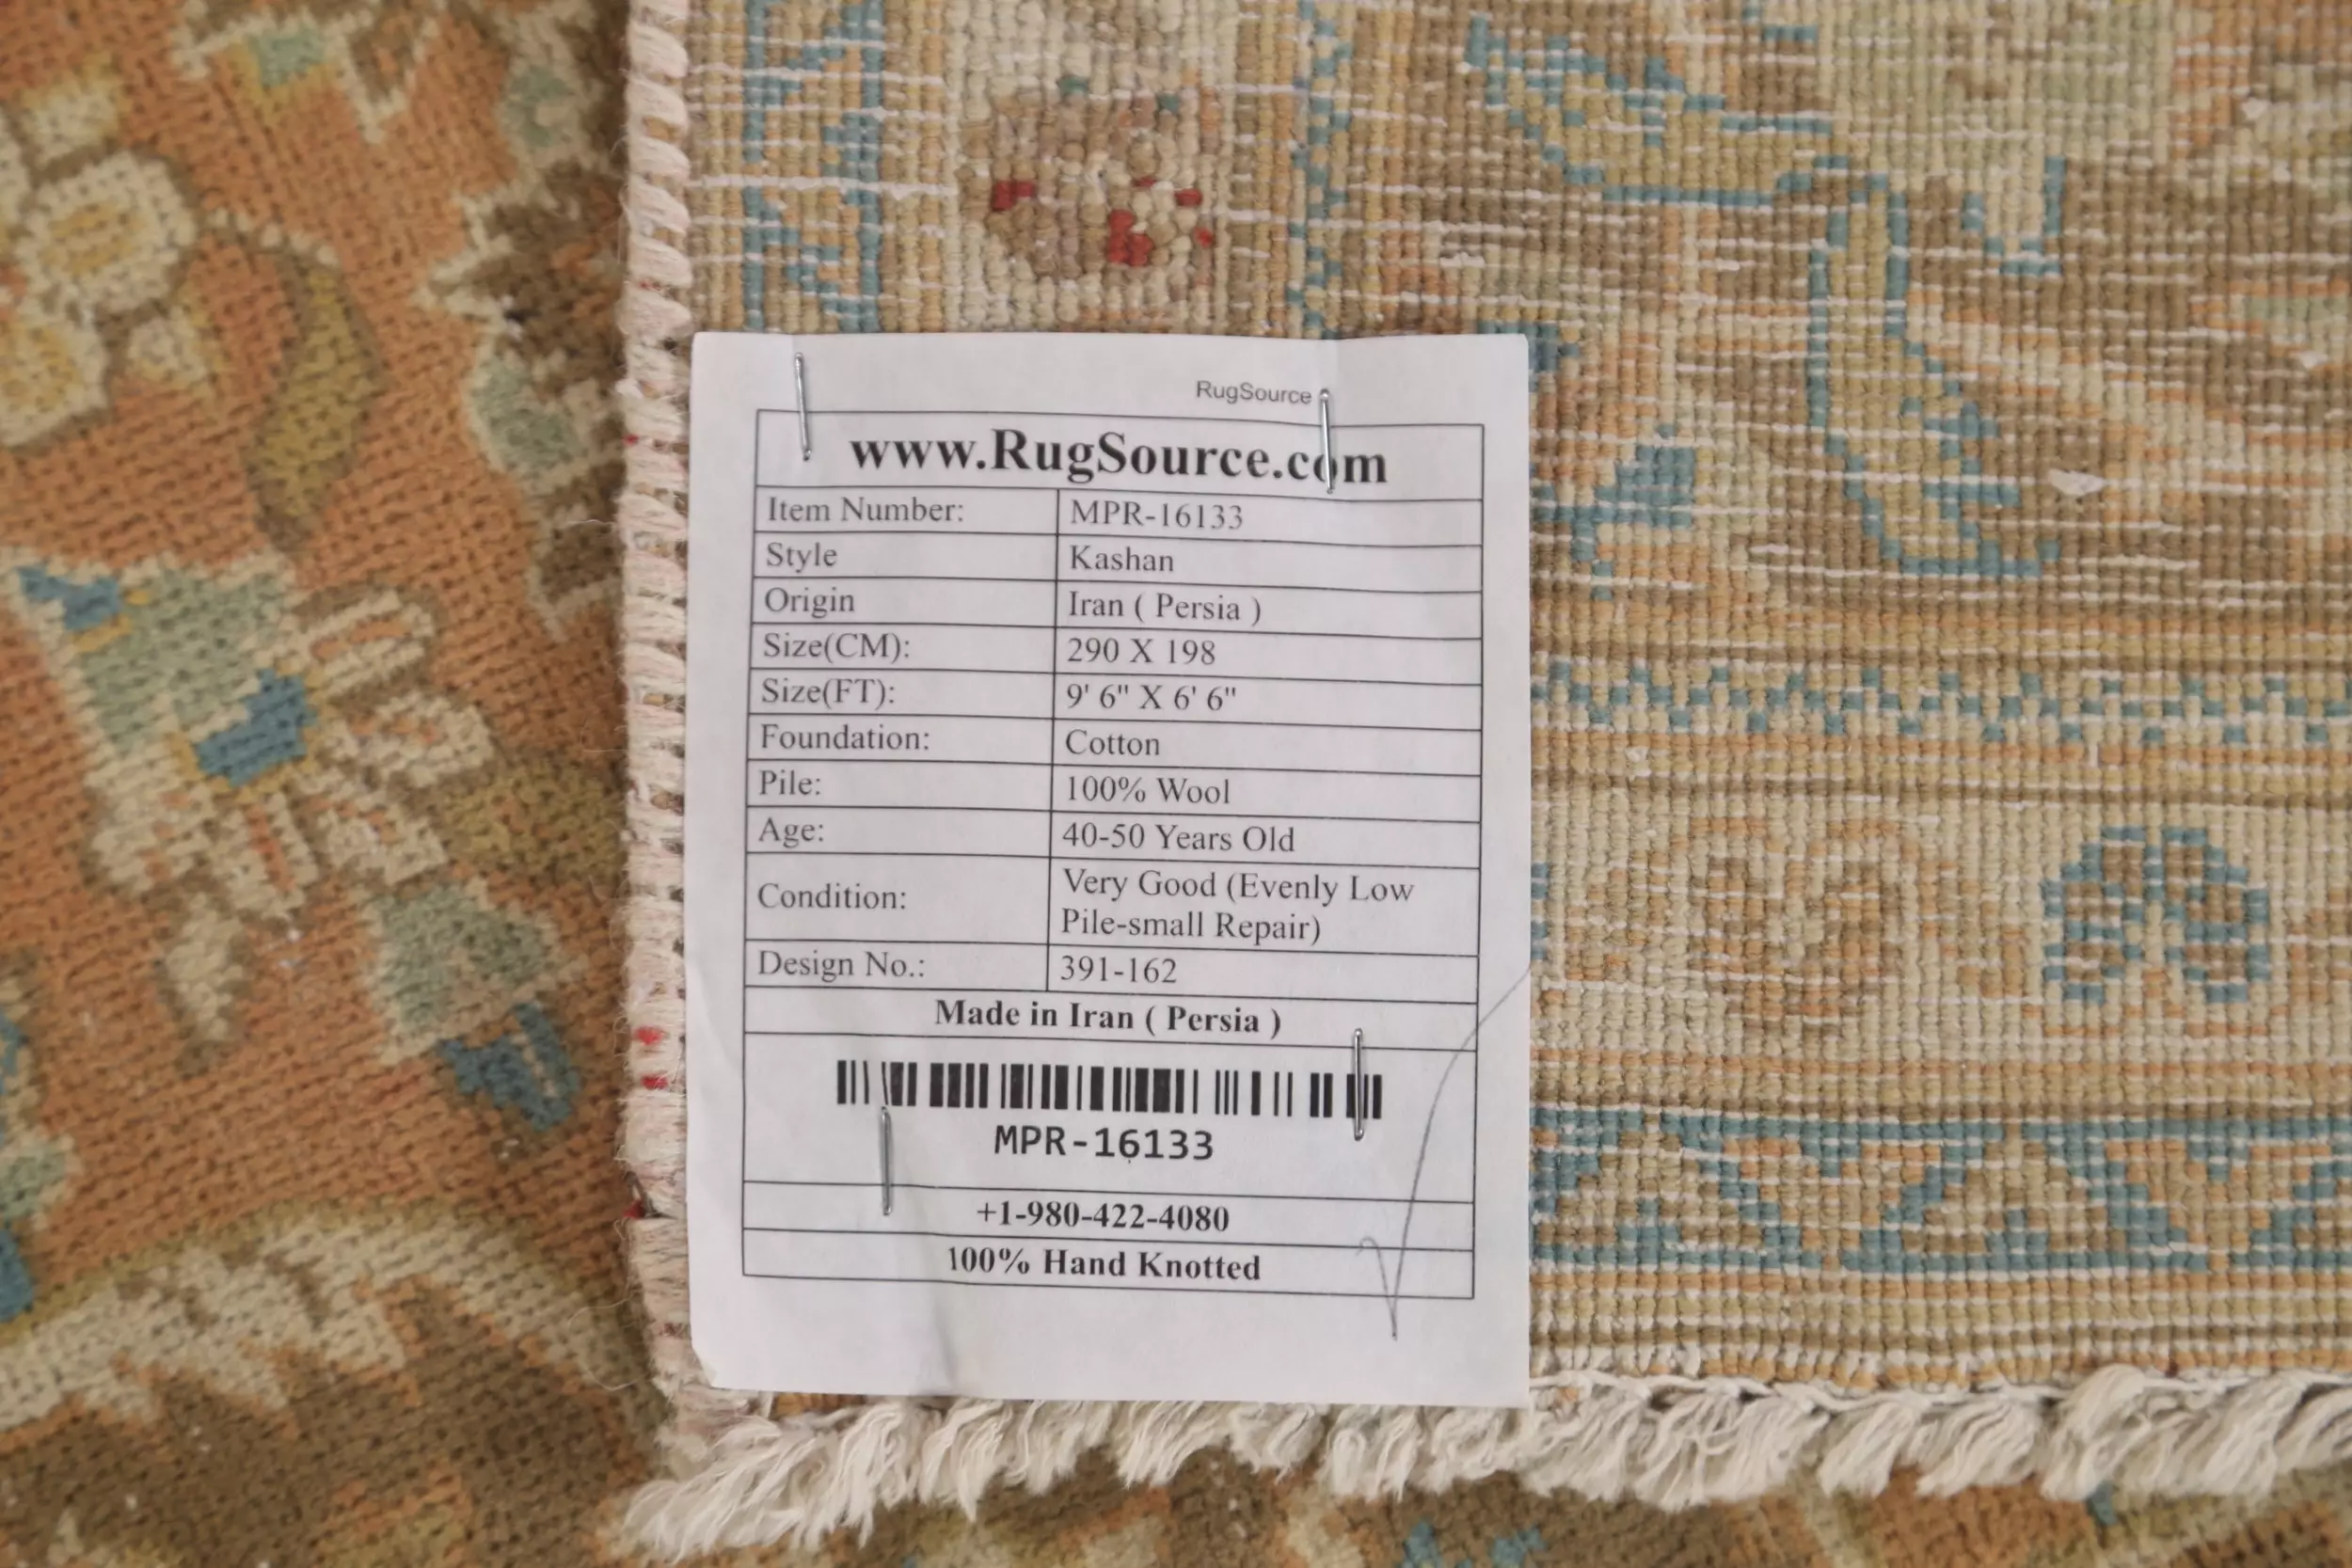 RugSource
www.RugSource.com
Item Number: MPR-16133
Style Kashan
Origin Iran ( Persia )
Size(CM): 290 X 198
Size(FT): 9' 6" X 6' 6"
Foundation: Cotton
Pile: 100% Wool
Age: 40-50 Years Old
Condition: Very Good (Evenly Low
Pile-small Repair)
Design No.: 391-162
Made in Iran ( Persia )
MPR-16133
+1-980-422-4080
100% Hand Knotted